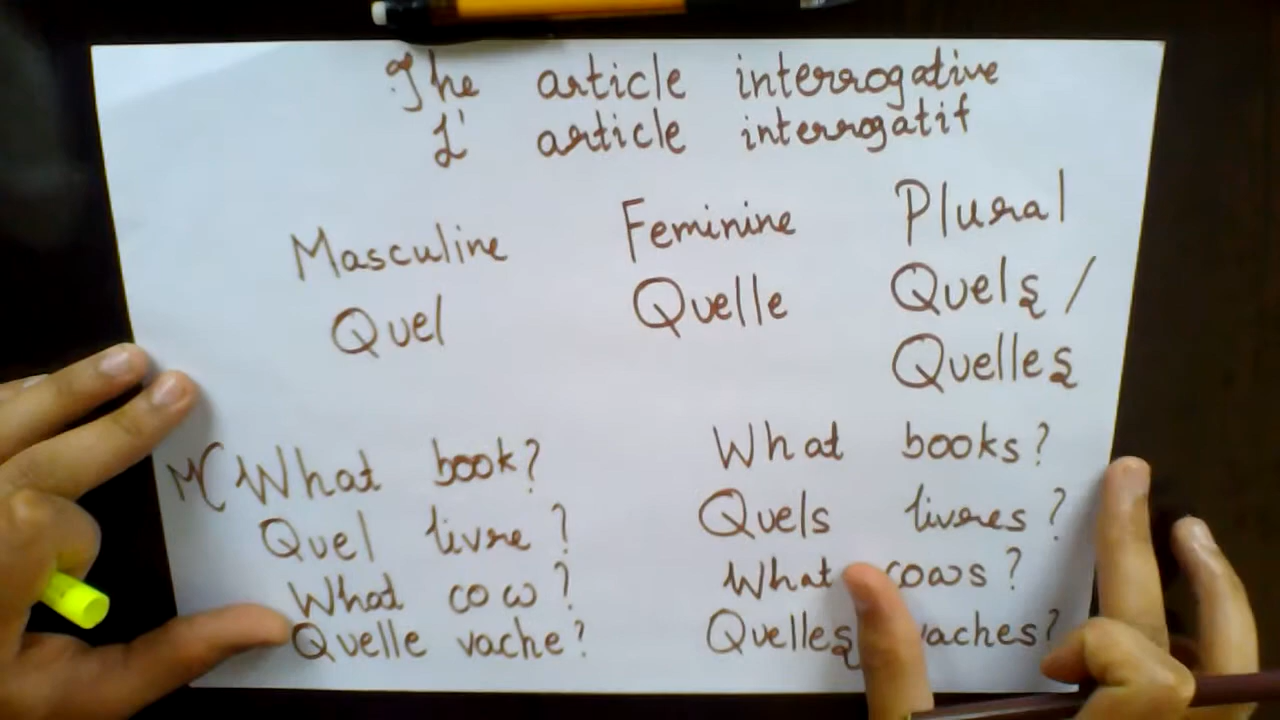 The article interrogative
L'article interrogatif
Masculine Feminine Plural
Quel Quelle Quels /
Quelles
What book? What books?
Quel livre? Quels livres?
What cow? What cows?
Quelle vache? Quelles vaches?